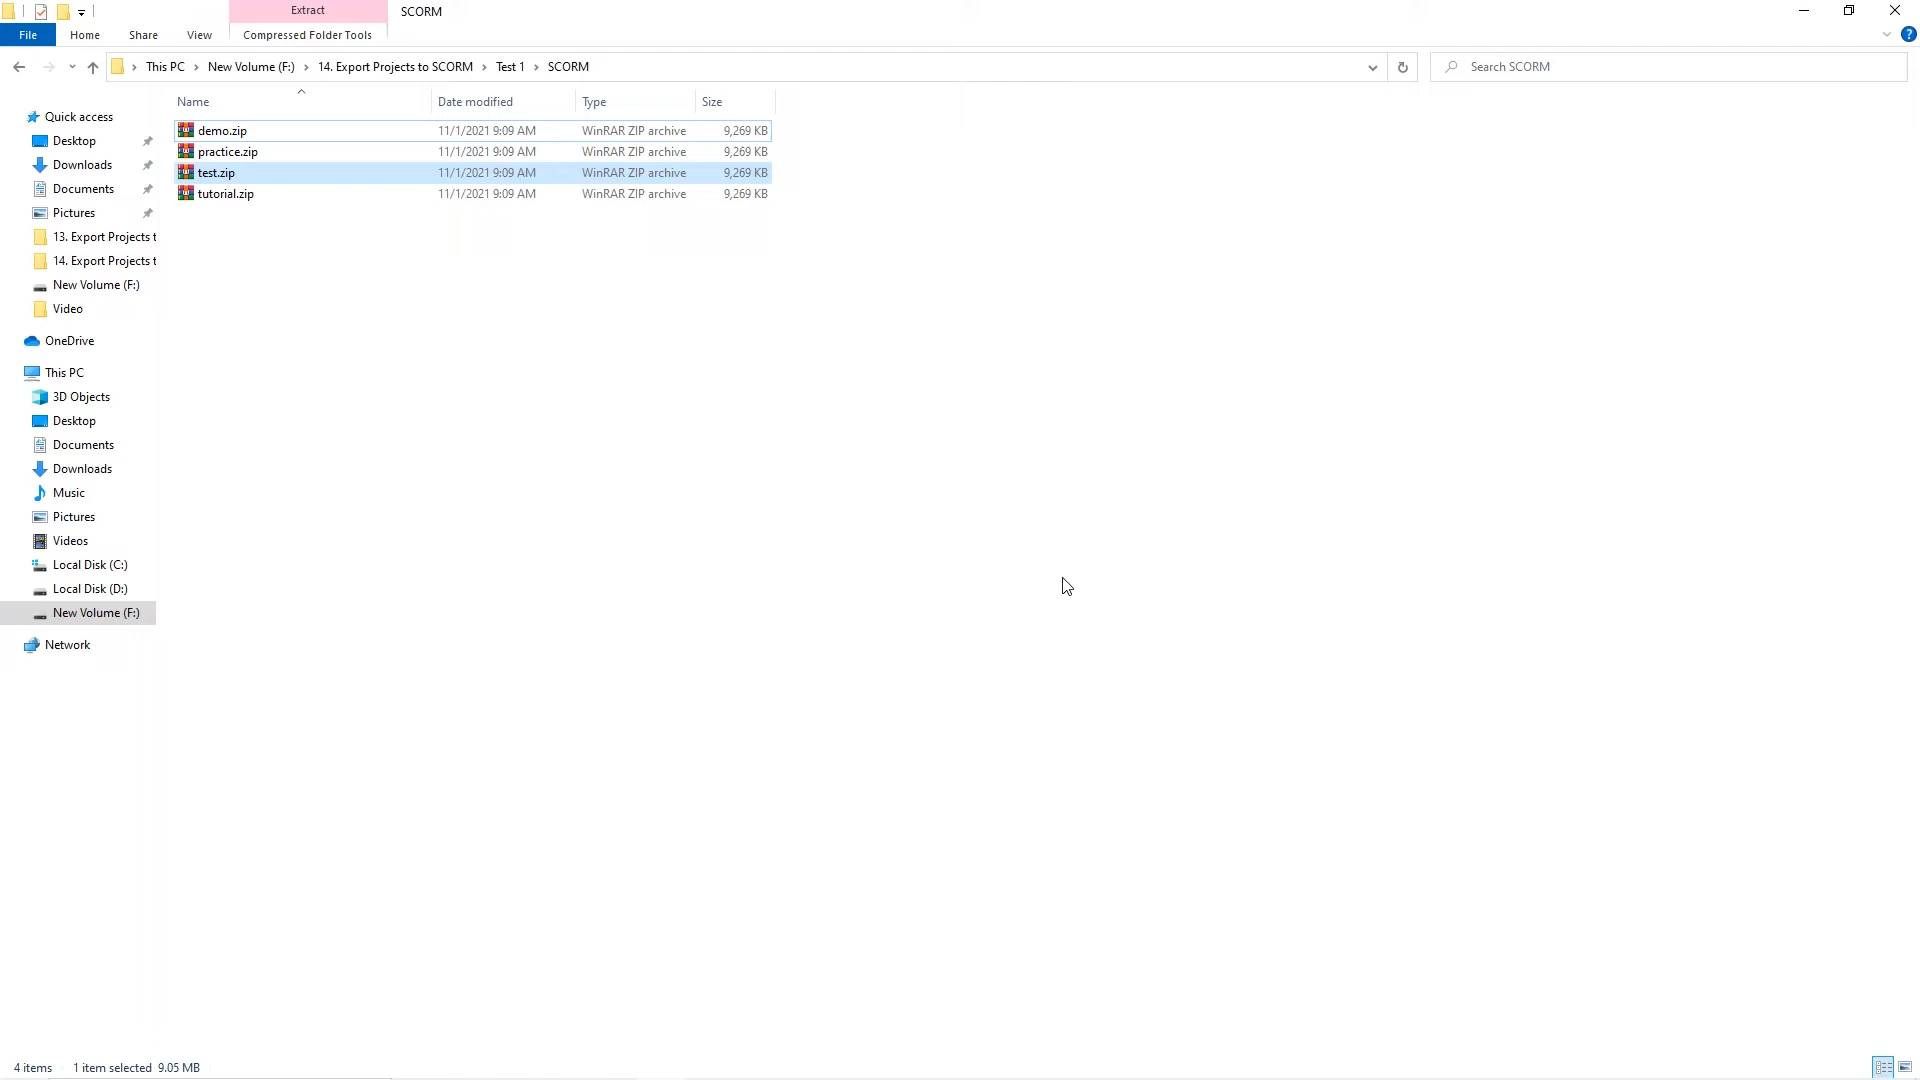 Extract
SCORM
File
Home
Share
View
Compressed Folder Tools
This PC
New Volume (F:)
14. Export Projects to SCORM
Test 1
SCORM
Search SCORM
Name
Date modified
Type
Size
demo.zip 11/1/2021 9:09 AM WinRAR ZIP archive 9,269 KB
practice.zip 11/1/2021 9:09 AM WinRAR ZIP archive 9,269 KB
test.zip 11/1/2021 9:09 AM WinRAR ZIP archive 9,269 KB
tutorial.zip 11/1/2021 9:09 AM WinRAR ZIP archive 9,269 KB
Quick access
Desktop
Downloads
Documents
Pictures
13. Export Projects t
14. Export Projects t
New Volume (F:)
Video
OneDrive
This PC
3D Objects
Desktop
Documents
Downloads
Music
Pictures
Videos
Local Disk (C:)
Local Disk (D:)
New Volume (F:)
Network
4 items
1 item selected 9.05 MB